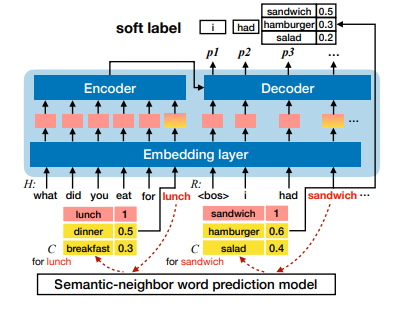 soft label
i
had
sandwich 0.5
hamburger 0.3
salad 0.2
p1 p2 p3 ...
Encoder
Decoder
...
Embedding layer
H:
R:
what did you eat for lunch <bos> i had sandwich ...
lunch 1
dinner 0.5
breakfast 0.3
C
for lunch
sandwich 1
hamburger 0.6
salad 0.4
C
for sandwich
Semantic-neighbor word prediction model